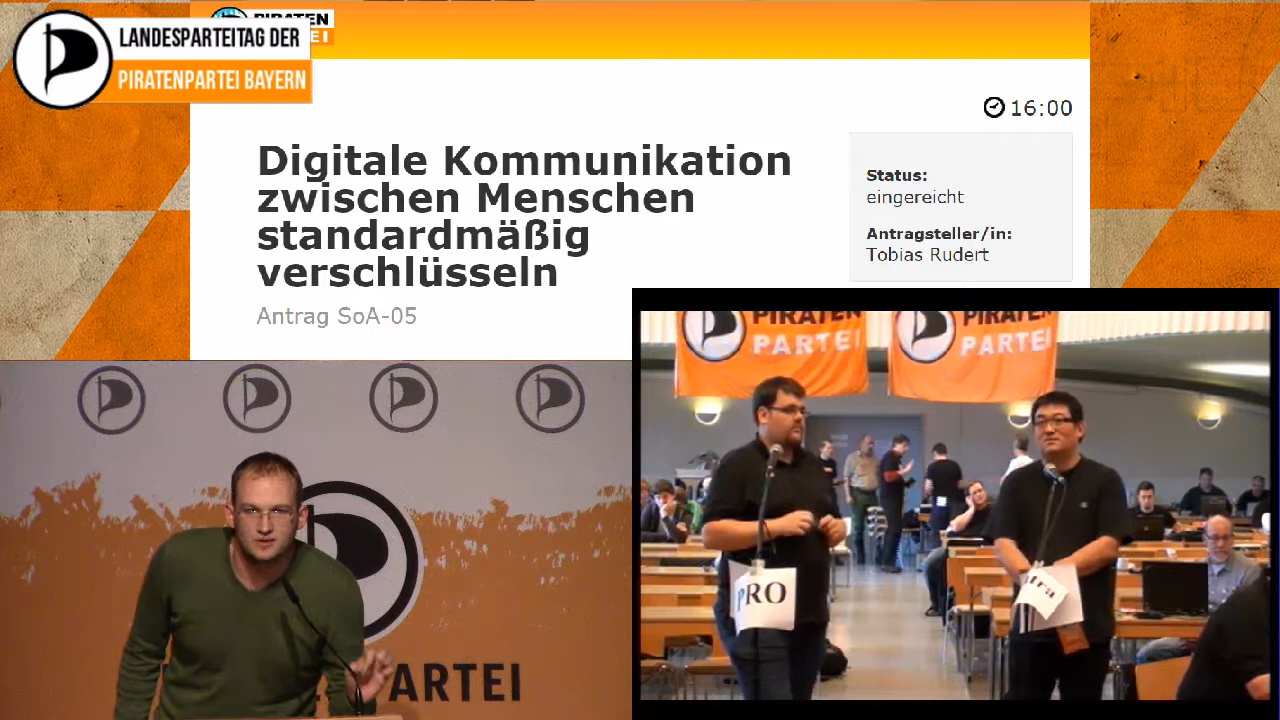 PIRATEN
LANDESPARTEITAG DER
PIRATENPARTEI BAYERN
16:00
Digitale Kommunikation
zwischen Menschen
standardmäßig
verschlüsseln
Antrag SoA-05
Status:
eingereicht
Antragsteller/in:
Tobias Rudert
PIRATEN
PARTEI
PIRATEN
PARTEI
PRO
PARTEI